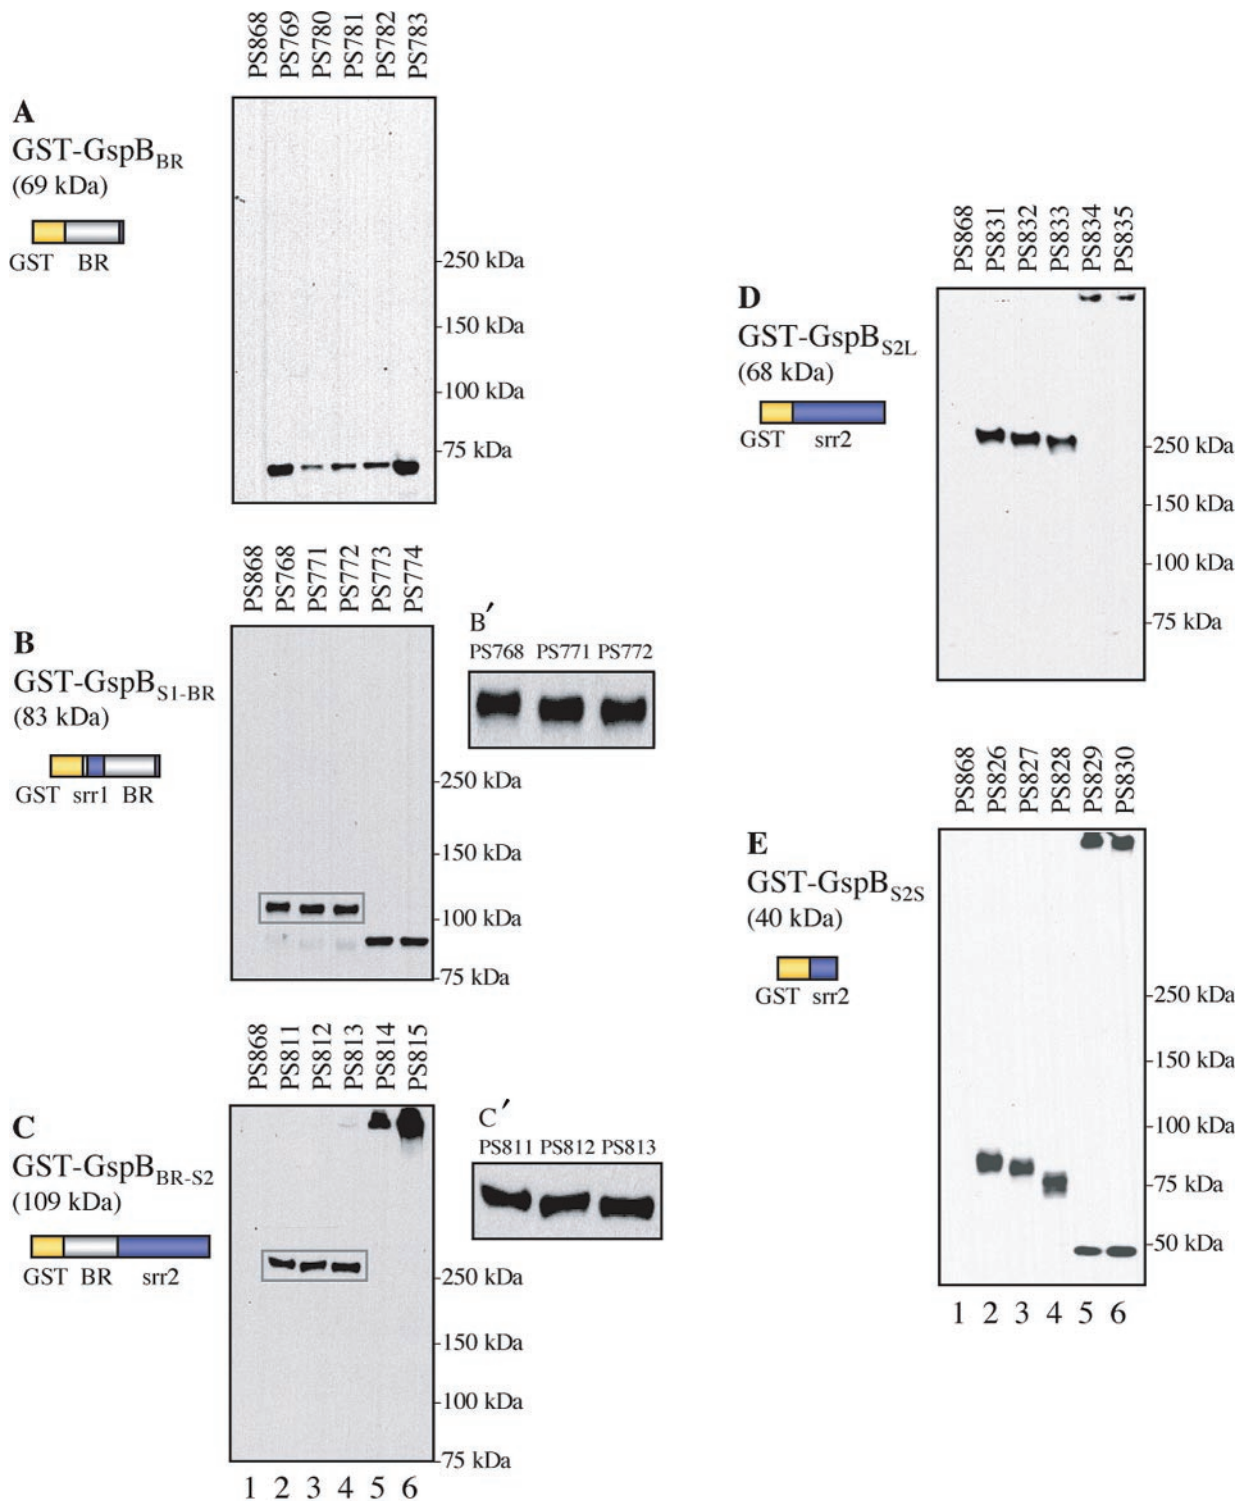 PS868 PS769 PS780 PS781 PS782 PS783
A
GST-GspBBR
(69 kDa)
GST BR
250 kDa
150 kDa
100 kDa
75 kDa
PS868 PS768 PS771 PS772 PS773 PS774
B
GST-GspBS1-BR
(83 kDa)
GST srr1 BR
B′
PS768 PS771 PS772
250 kDa
150 kDa
100 kDa
75 kDa
PS868 PS811 PS812 PS813 PS814 PS815
C
GST-GspBBR-S2
(109 kDa)
GST BR srr2
C′
PS811 PS812 PS813
250 kDa
150 kDa
100 kDa
75 kDa
1 2 3 4 5 6
PS868 PS831 PS832 PS833 PS834 PS835
D
GST-GspBS2L
(68 kDa)
GST srr2
250 kDa
150 kDa
100 kDa
75 kDa
PS868 PS826 PS827 PS828 PS829 PS830
E
GST-GspBS2S
(40 kDa)
GST srr2
250 kDa
150 kDa
100 kDa
75 kDa
50 kDa
1 2 3 4 5 6